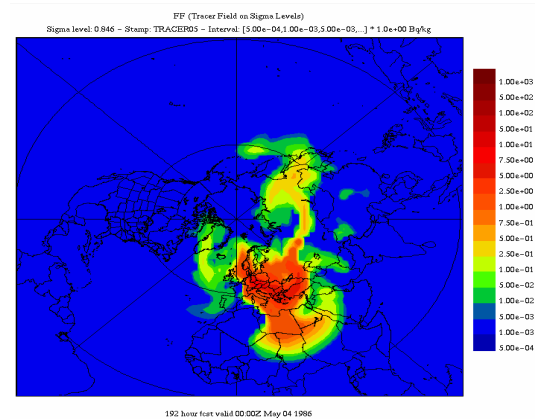 FF (Tracer Field on Sigma Levels)
Sigma level: 0.846 - Stamp: TRACER05 - Interval: [5.00e-04,1.00e-03,5.00e-03,...] * 1.0e+00 Bq/kg
1.00e+03
5.00e+02
1.00e+02
5.00e+01
1.00e+01
7.50e+00
5.00e+00
2.50e+00
1.00e+00
7.50e-01
5.00e-01
2.50e-01
1.00e-01
5.00e-02
1.00e-02
5.00e-03
1.00e-03
5.00e-04
192 hour fcst valid 00:00Z May 04 1986